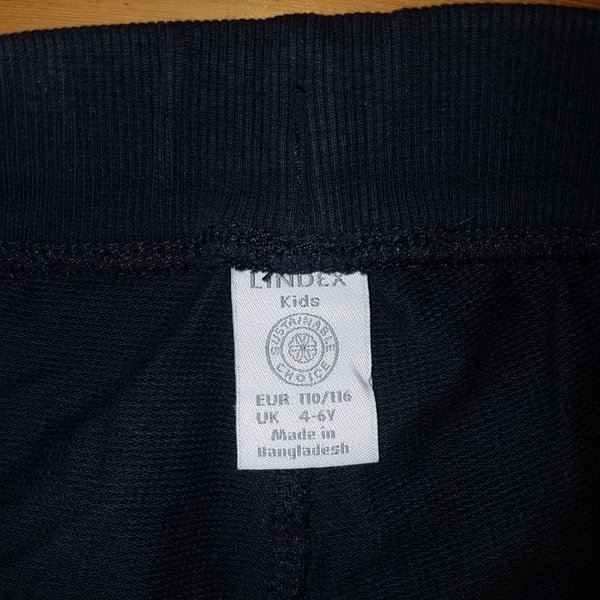 LINDEX
Kids
SUSTAINABLE
CHOICE
EUR 110/116
UK 4-6Y
Made in
Bangladesh